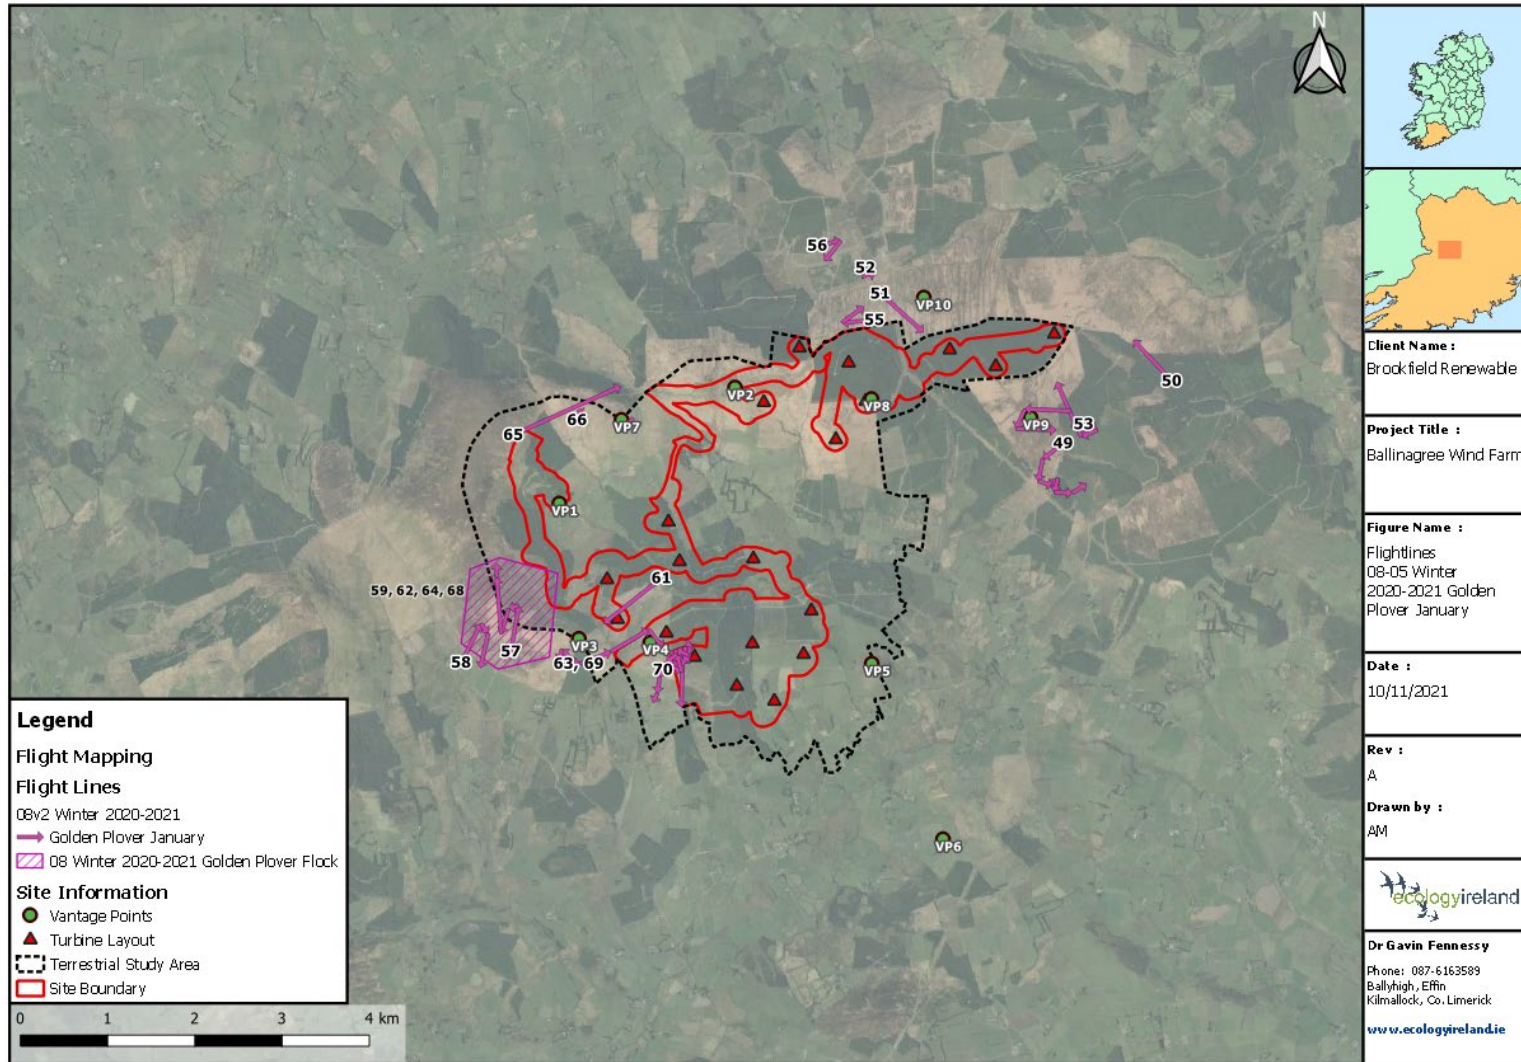 N
56
52
51
VP10
55
50
VP2
VP8
66
65
VP7
VP9
53
49
VP1
61
59, 62, 64, 68
57
VP3
VP4
58
63, 69
70
VP5
VP6
Legend
Flight Mapping
Flight Lines
08v2 Winter 2020-2021
Golden Plover January
08 Winter 2020-2021 Golden Plover Flock
Site Information
Vantage Points
Turbine Layout
Terrestrial Study Area
Site Boundary
0 1 2 3 4 km
Client Name :
Brookfield Renewable
Project Title :
Ballinagree Wind Farm
Figure Name :
Flightlines
08-05 Winter
2020-2021 Golden
Plover January
Date :
10/11/2021
Rev :
A
Drawn by :
AM
ecologyireland
Dr Gavin Fennessy
Phone: 087-6163589
Ballyhigh, Effin
Kilmallock, Co. Limerick
www.ecologyireland.ie